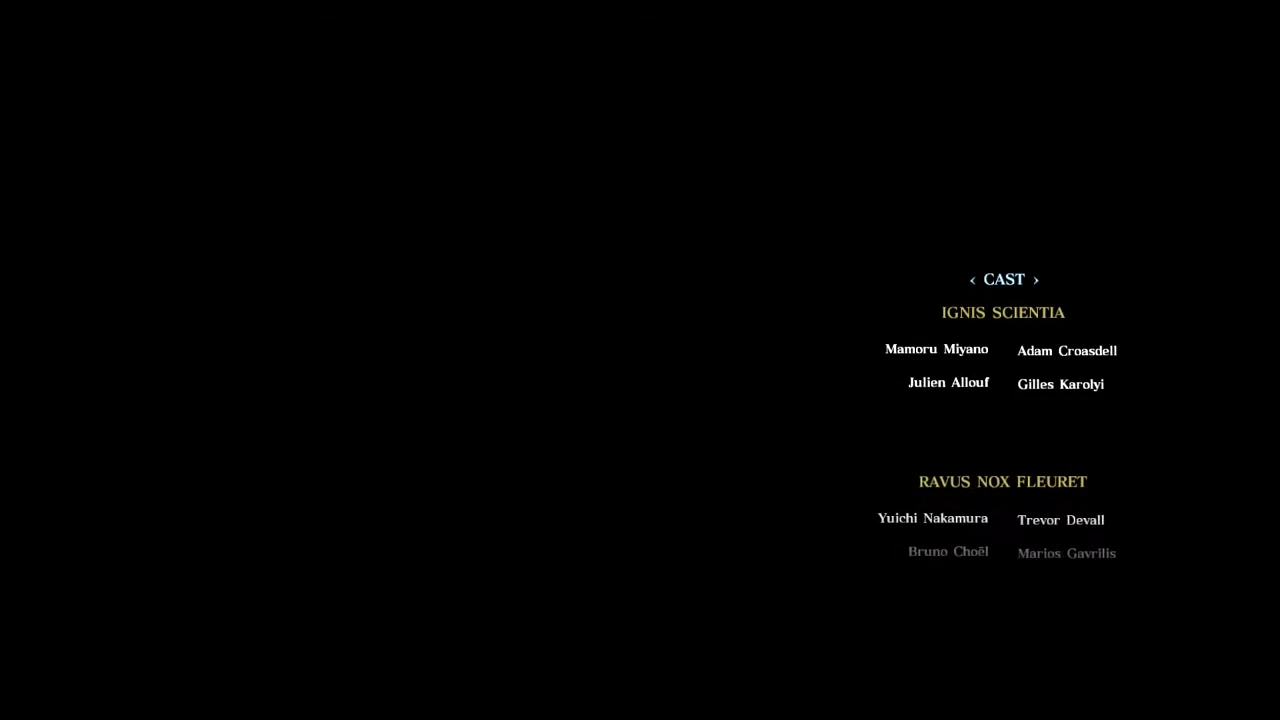 ‹ CAST ›
IGNIS SCIENTIA
Mamoru Miyano Adam Croasdell
Julien Allouf Gilles Karolyi
RAVUS NOX FLEURET
Yuichi Nakamura Trevor Devall
Bruno Choël Marios Gavrilis